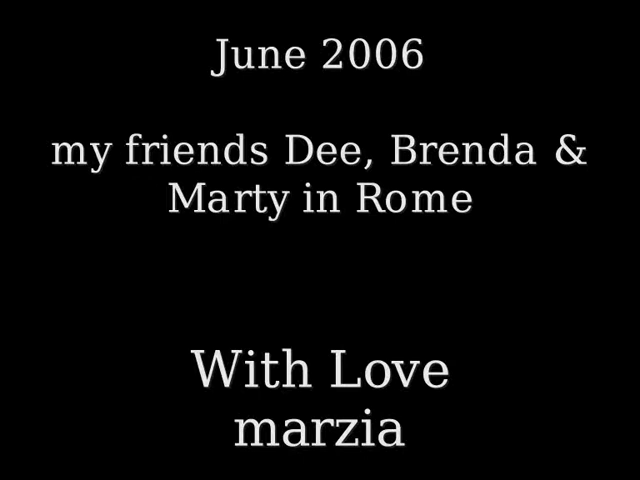 June 2006
my friends Dee, Brenda &
Marty in Rome
With Love
marzia